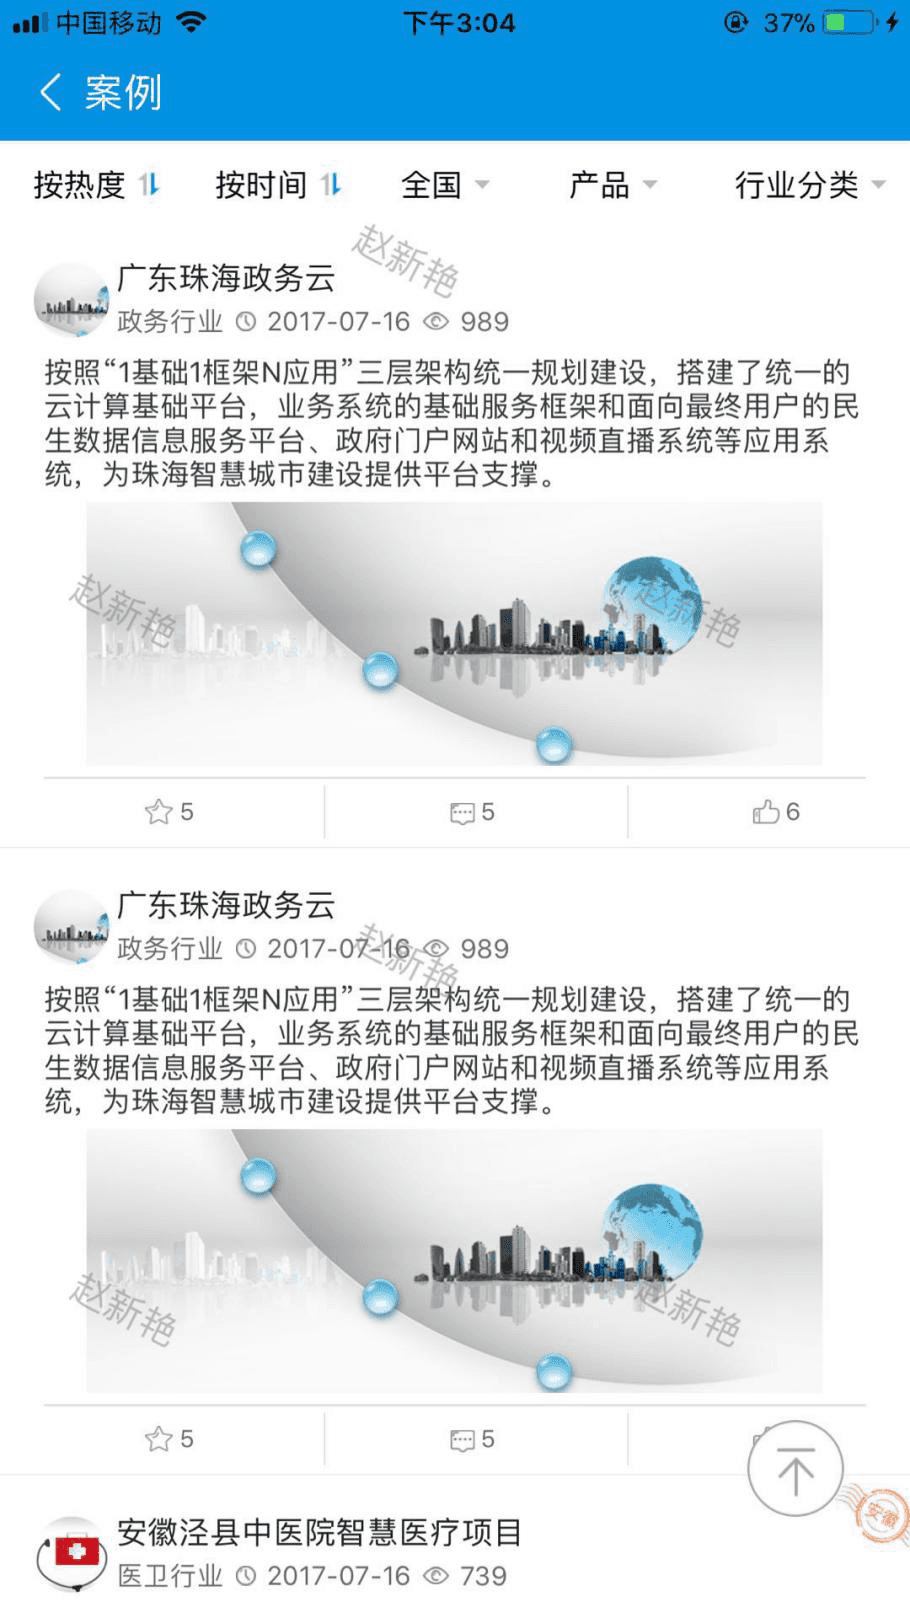 中国移动 下午3:04 37%
案例
按热度 按时间 全国 产品 行业分类
赵新艳
广东珠海政务云
政务行业 2017-07-16 989
按照“1基础1框架N应用”三层架构统一规划建设，搭建了统一的
云计算基础平台，业务系统的基础服务框架和面向最终用户的民
生数据信息服务平台、政府门户网站和视频直播系统等应用系
统，为珠海智慧城市建设提供平台支撑。
赵新艳 赵新艳
5 5 6
广东珠海政务云
政务行业 2017-07-16 989
赵新艳
按照“1基础1框架N应用”三层架构统一规划建设，搭建了统一的
云计算基础平台，业务系统的基础服务框架和面向最终用户的民
生数据信息服务平台、政府门户网站和视频直播系统等应用系
统，为珠海智慧城市建设提供平台支撑。
赵新艳 赵新艳
5 5
安徽
安徽泾县中医院智慧医疗项目
医卫行业 2017-07-16 739